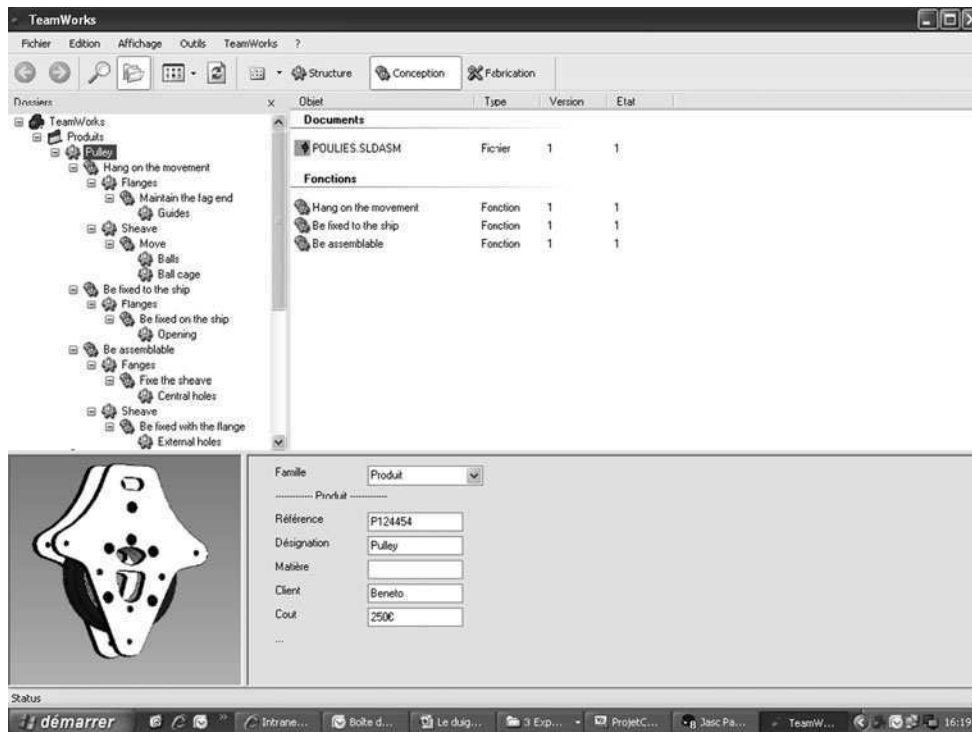 TeamWorks
Fichier Edition Affichage Outils TeamWorks ?
Structure Conception Fabrication
Dossiers x Objet Type Version Etat
TeamWorks
Produits
Pulley
Hang on the movement
Flanges
Maintain the fag end
Guides
Sheave
Move
Balls
Ball cage
Be fixed to the ship
Flanges
Be fixed on the ship
Opening
Be assemblable
Fanges
Fixe the sheave
Central holes
Sheave
Be fixed with the flange
External holes
Documents
POULIES.SLDASM Fichier 1 1
Fonctions
Hang on the movement Fonction 1 1
Be fixed to the ship Fonction 1 1
Be assemblable Fonction 1 1
Famille Produit
------------ Produit ------------
Référence P124454
Désignation Pulley
Matière
Client Beneto
Cout 250€
...
Status
démarrer Intrane... Boîte d... Le duig... 3 Exp... ProjetC... Jasc Pa... TeamW... 16:19